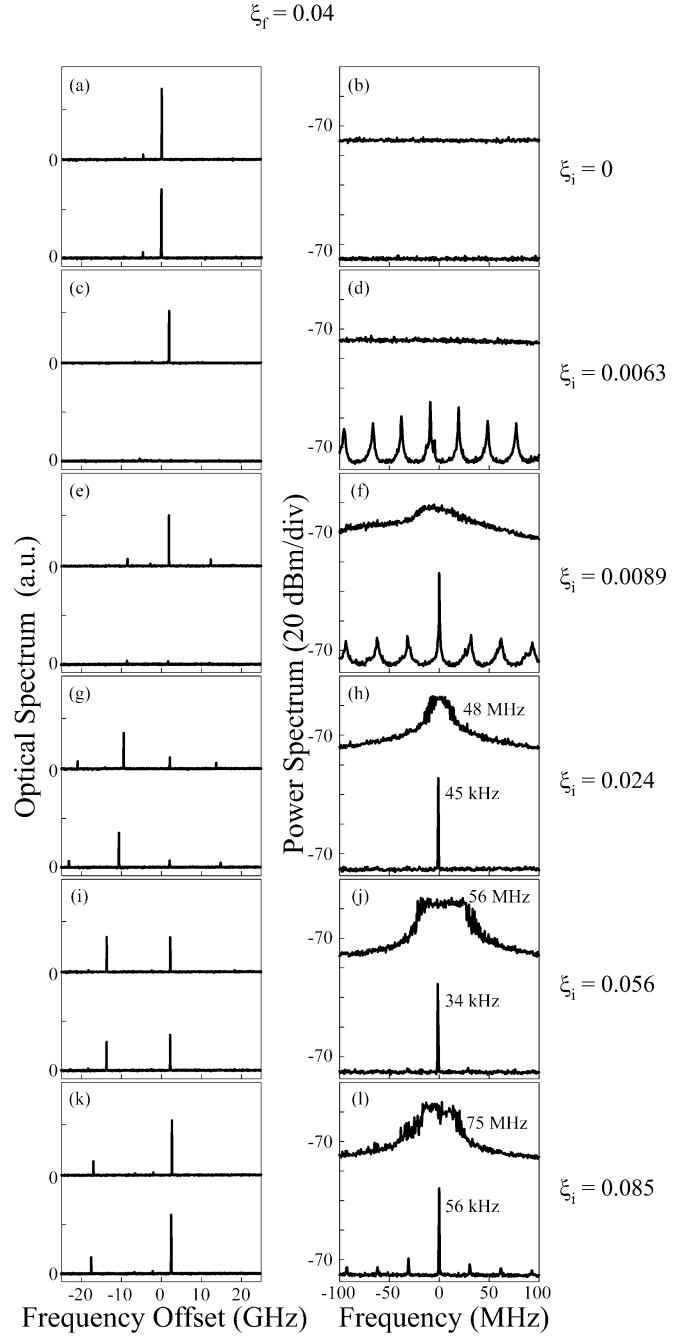 ξf = 0.04
(a)
0
0
(b)
-70
-70
ξi = 0
(c)
0
0
(d)
-70
-70
ξi = 0.0063
(e)
0
0
(f)
-70
-70
ξi = 0.0089
(g)
0
0
(h)
48 MHz
-70
45 kHz
-70
ξi = 0.024
(i)
0
0
(j)
56 MHz
-70
34 kHz
-70
ξi = 0.056
(k)
0
0
(l)
75 MHz
-70
56 kHz
-70
ξi = 0.085
Optical Spectrum (a.u.)
Power Spectrum (20 dBm/div)
-20 -10 0 10 20
-100 -50 0 50 100
Frequency Offset (GHz)
Frequency (MHz)